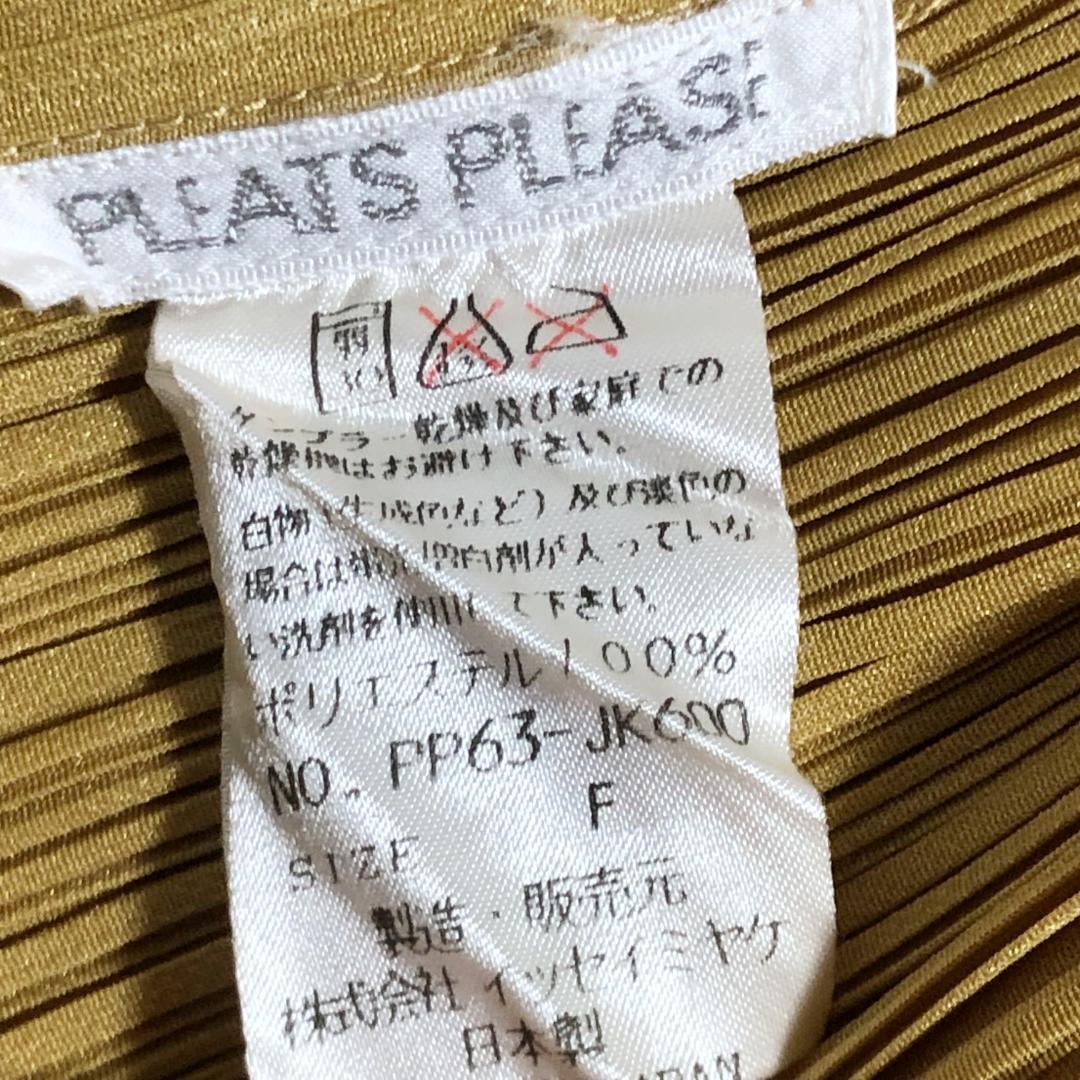 PLEATS PLEASE
弱
30
タンブラー乾燥及び家庭での
乾燥機はお避け下さい。
白物(生成色など)及び淡色の
場合は蛍光増白剤が入っていな
い洗剤を使用して下さい。
ポリエステル100%
NO. PP63-JK600
F
SIZE
製造・販売元
株式会社イッセイミヤケ
日本製
JAPAN